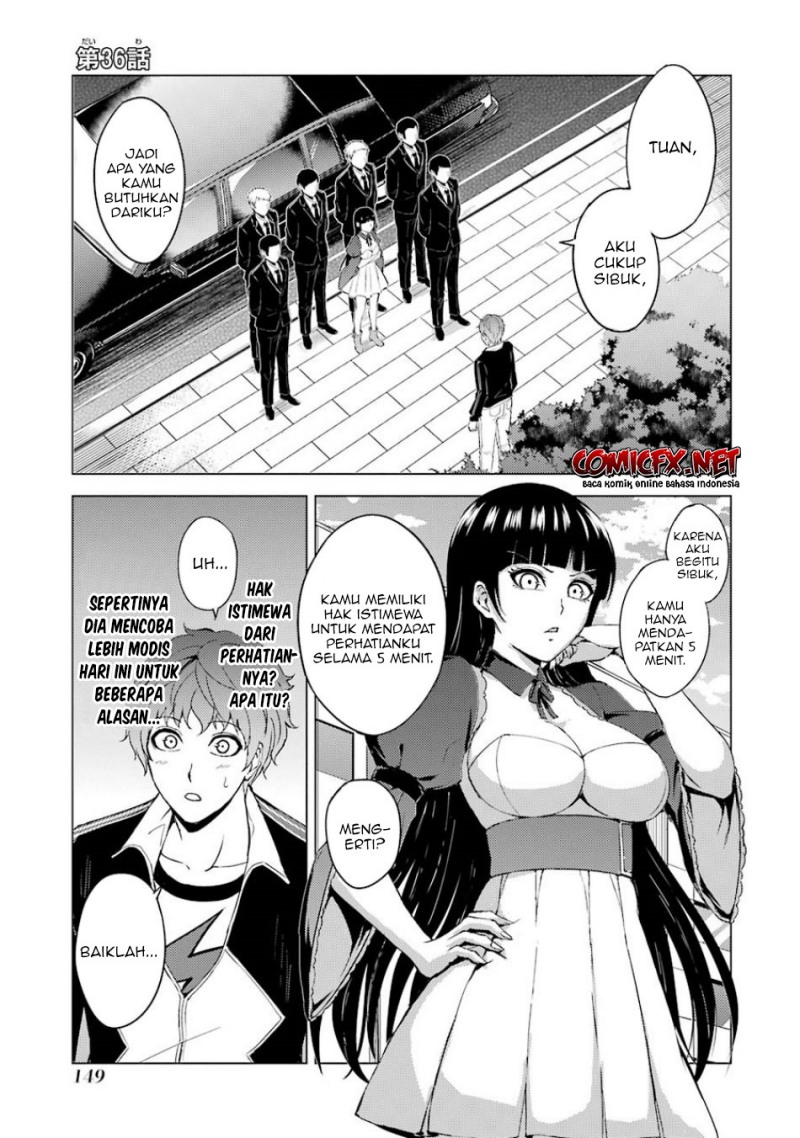 だい わ
第36話
TUAN,
AKU
CUKUP
SIBUK,
JADI
APA YANG
KAMU
BUTUHKAN
DARIKU?
COMICFX.NET
Baca Komik Online Bahasa Indonesia
KARENA
AKU
BEGITU
SIBUK,
KAMU
HANYA
MENDA-
PATKAN 5
MENIT.
KAMU MEMILIKI
HAK ISTIMEWA
UNTUK MENDAPAT
PERHATIANKU
SELAMA 5 MENIT.
MENG-
ERTI?
UH...
HAK
ISTIMEWA
DARI
PERHATIAN-
NYA?
APA ITU?
SEPERTINYA
DIA MENCOBA
LEBIH MODIS
HARI INI UNTUK
BEBERAPA
ALASAN...
BAIKLAH...
149